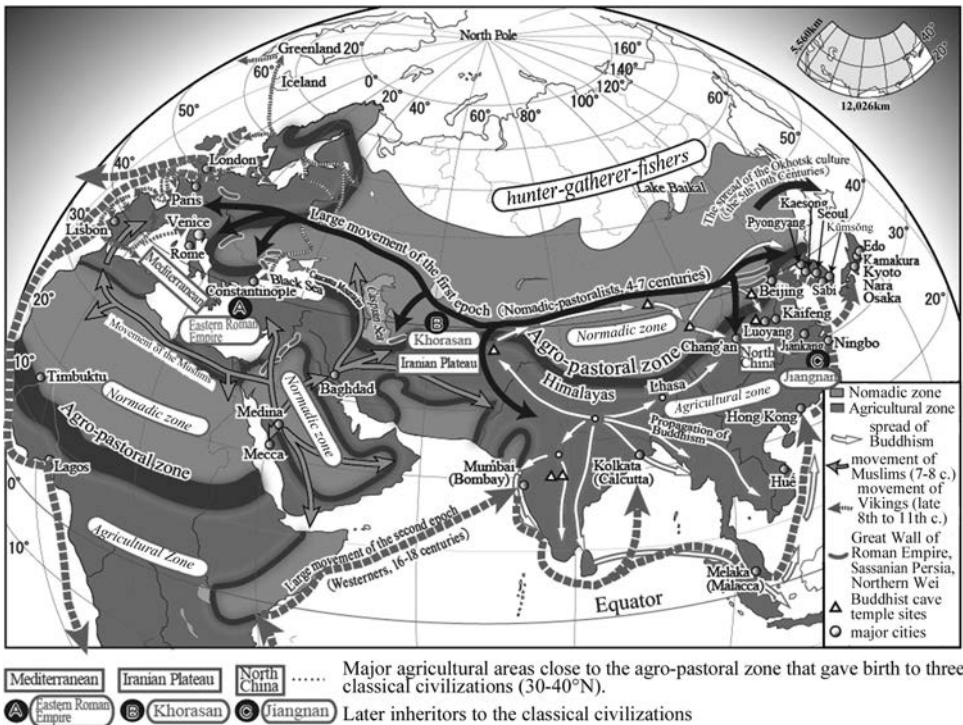 North Pole
Greenland
Iceland
60°
20°
0°
20°
40°
60°
80°
100°
120°
140°
160°
60°
50°
40°
30°
20°
10°
0°
10°
50°
40°
30°
20°
10°
0°
10°
5,560km
40°
20°
12,026km
hunter-gatherer-fishers
Lake Baikal
The spread of the Okhotsk culture
(the 5th-10th Centuries)
London
Paris
Venice
Lisbon
Rome
Mediterranean
Black Sea
Constantinople
Caucasus Mountains
Caspian Sea
A
Eastern Roman
Empire
B
Khorasan
Iranian Plateau
Large movement of the first epoch
(Nomadic-pastoralists, 4-7 centuries)
Normadic zone
Agro-pastoral zone
Himalayas
Lhasa
Agricultural zone
Propagation of
Buddhism
Kaesong
Pyongyang
Seoul
Kŭmsŏng
Sabi
Edo
Kamakura
Kyoto
Nara
Osaka
Beijing
Kaifeng
Luoyang
Chang'an
North
China
Jiankang
Ningbo
C
Jiangnan
Hong Kong
Huê
Movement of the Muslims
Timbuktu
Normadic zone
Agro-pastoral zone
Lagos
Agricultural Zone
Baghdad
Normadic zone
Medina
Mecca
Mumbai
(Bombay)
Kolkata
(Calcutta)
Large movement of the second epoch
(Westerners, 16-18 centuries)
Equator
Melaka
(Malacca)
Nomadic zone
Agricultural zone
spread of
Buddhism
movement of
Muslims (7-8 c.)
movement of
Vikings (late
8th to 11th c.)
Great Wall of
Roman Empire,
Sassanian Persia,
Northern Wei
Buddhist cave
temple sites
major cities
Mediterranean Iranian Plateau North China Major agricultural areas close to the agro-pastoral zone that gave birth to three
classical civilizations (30-40°N).
A Eastern Roman Empire B Khorasan C Jiangnan Later inheritors to the classical civilizations